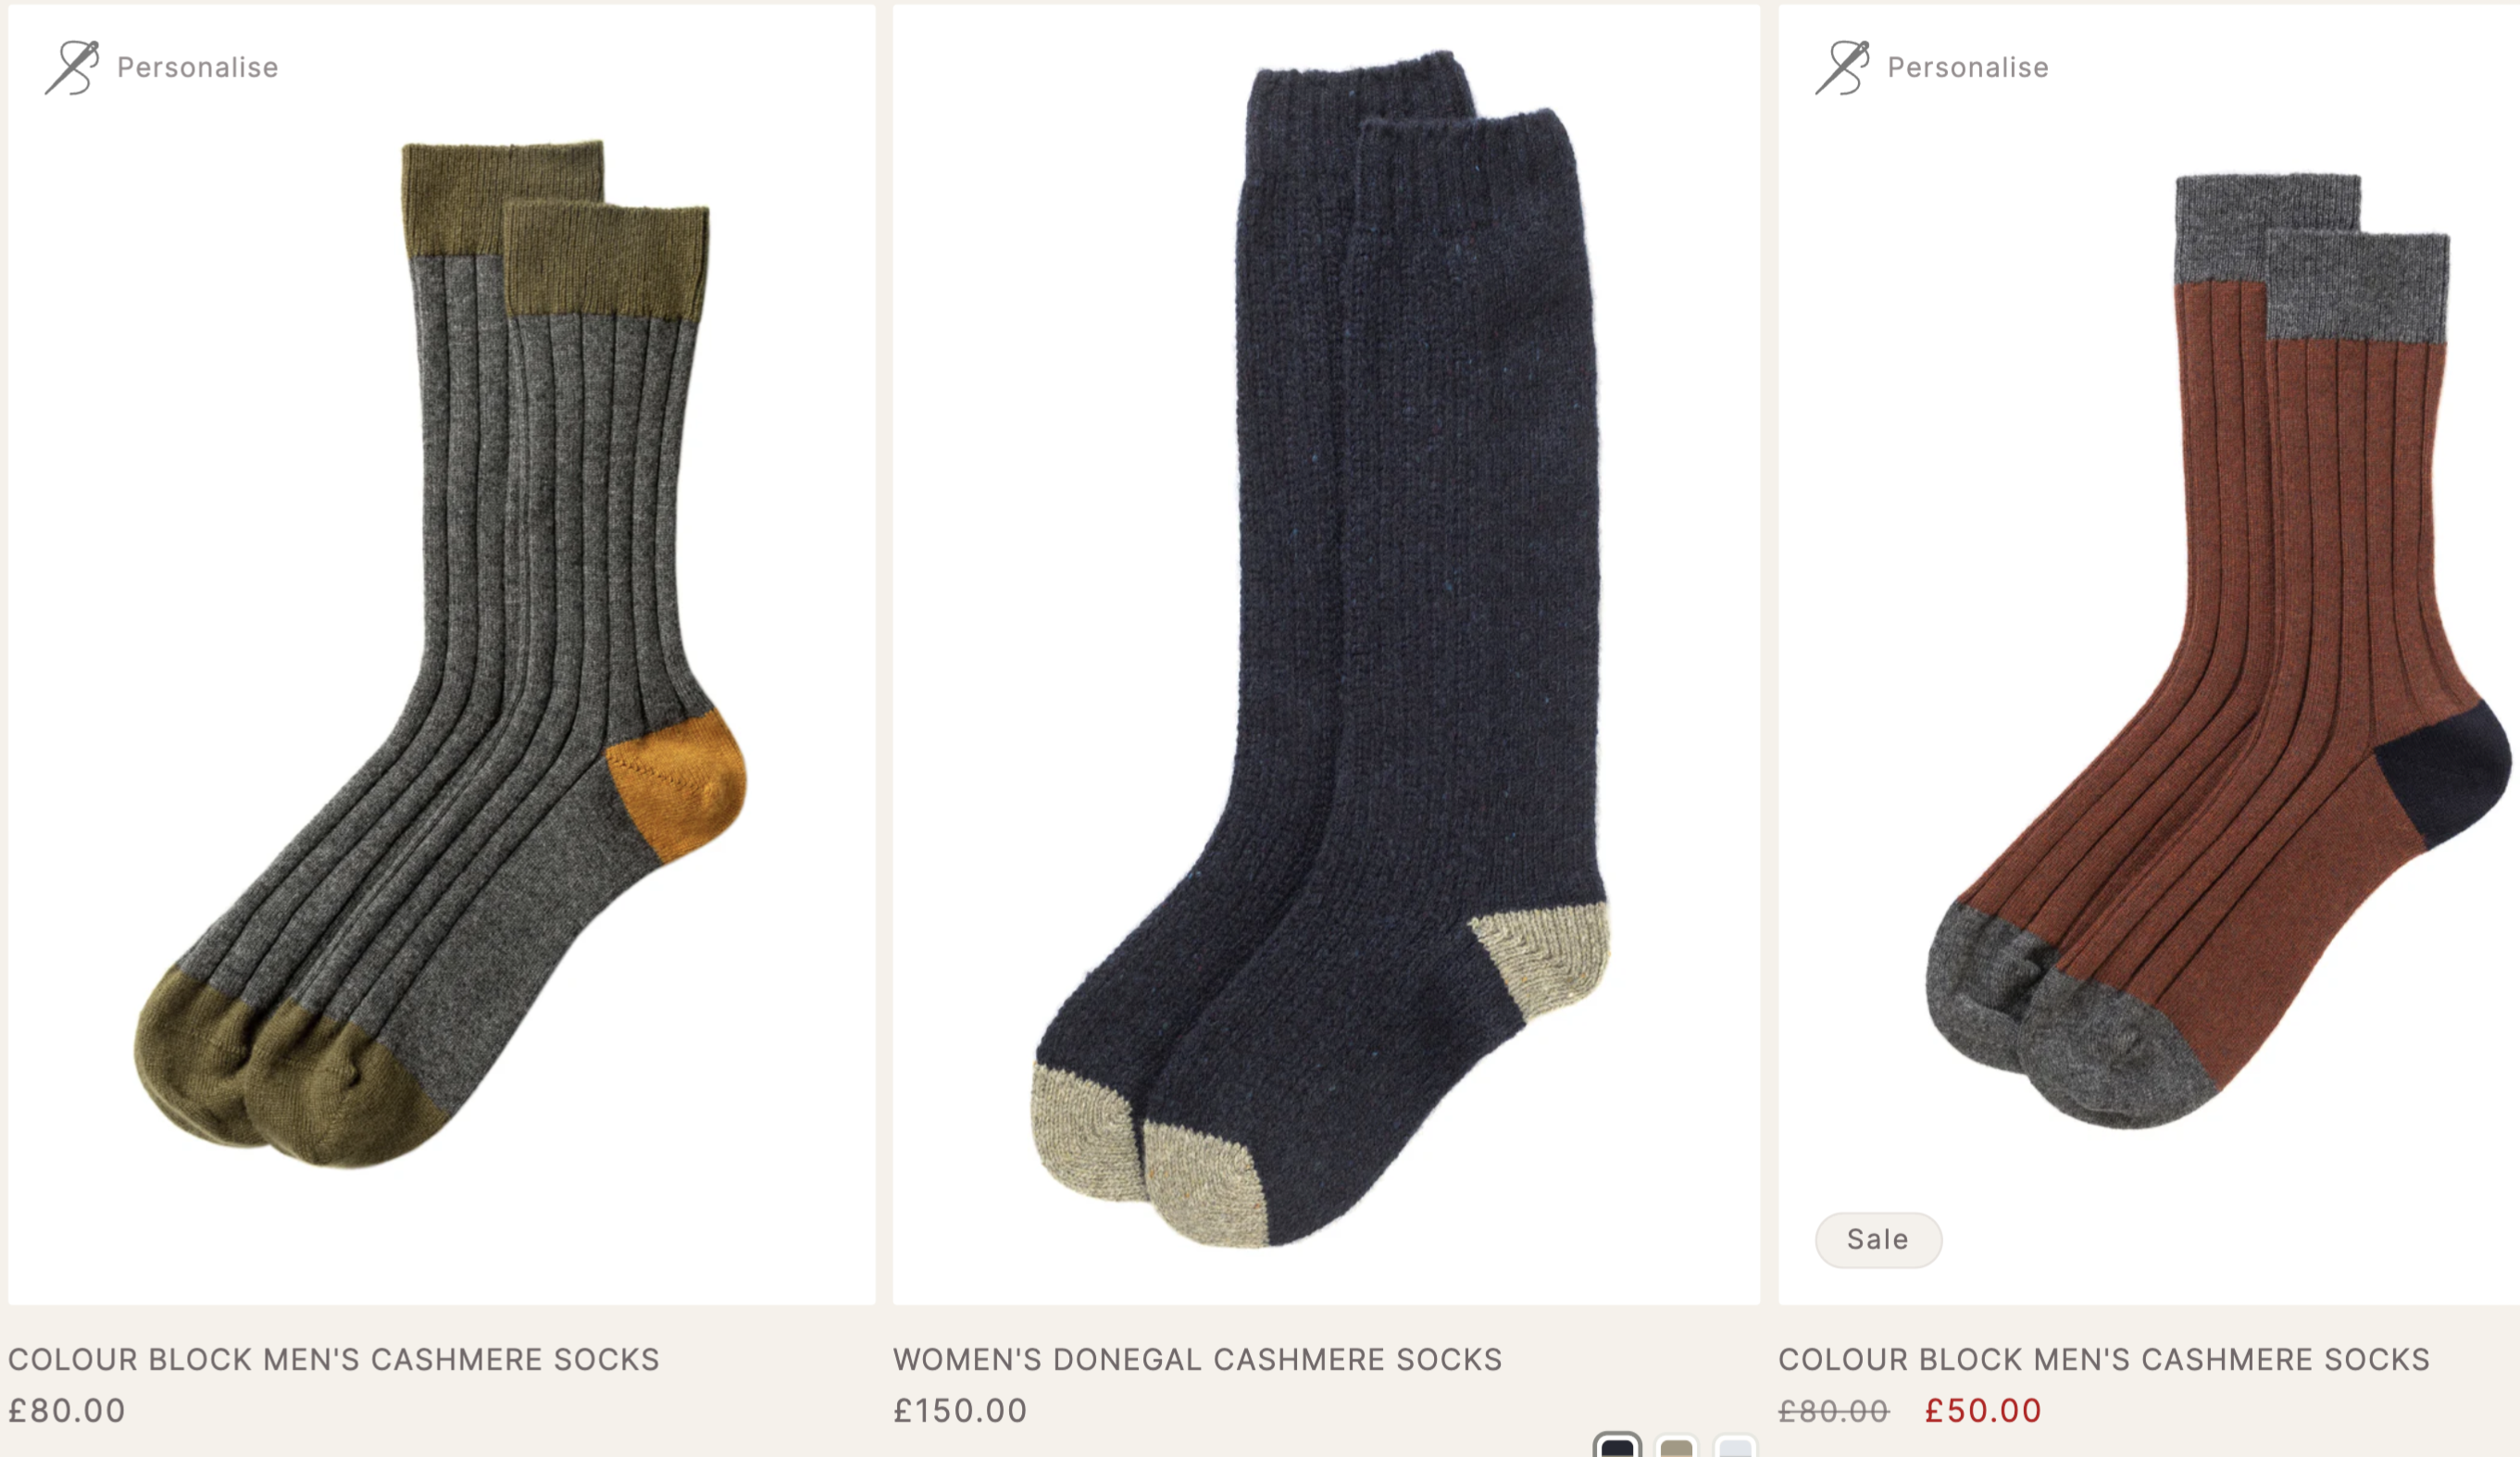 Personalise
Personalise
Sale
COLOUR BLOCK MEN'S CASHMERE SOCKS
£80.00
WOMEN'S DONEGAL CASHMERE SOCKS
£150.00
COLOUR BLOCK MEN'S CASHMERE SOCKS
£80.00 £50.00